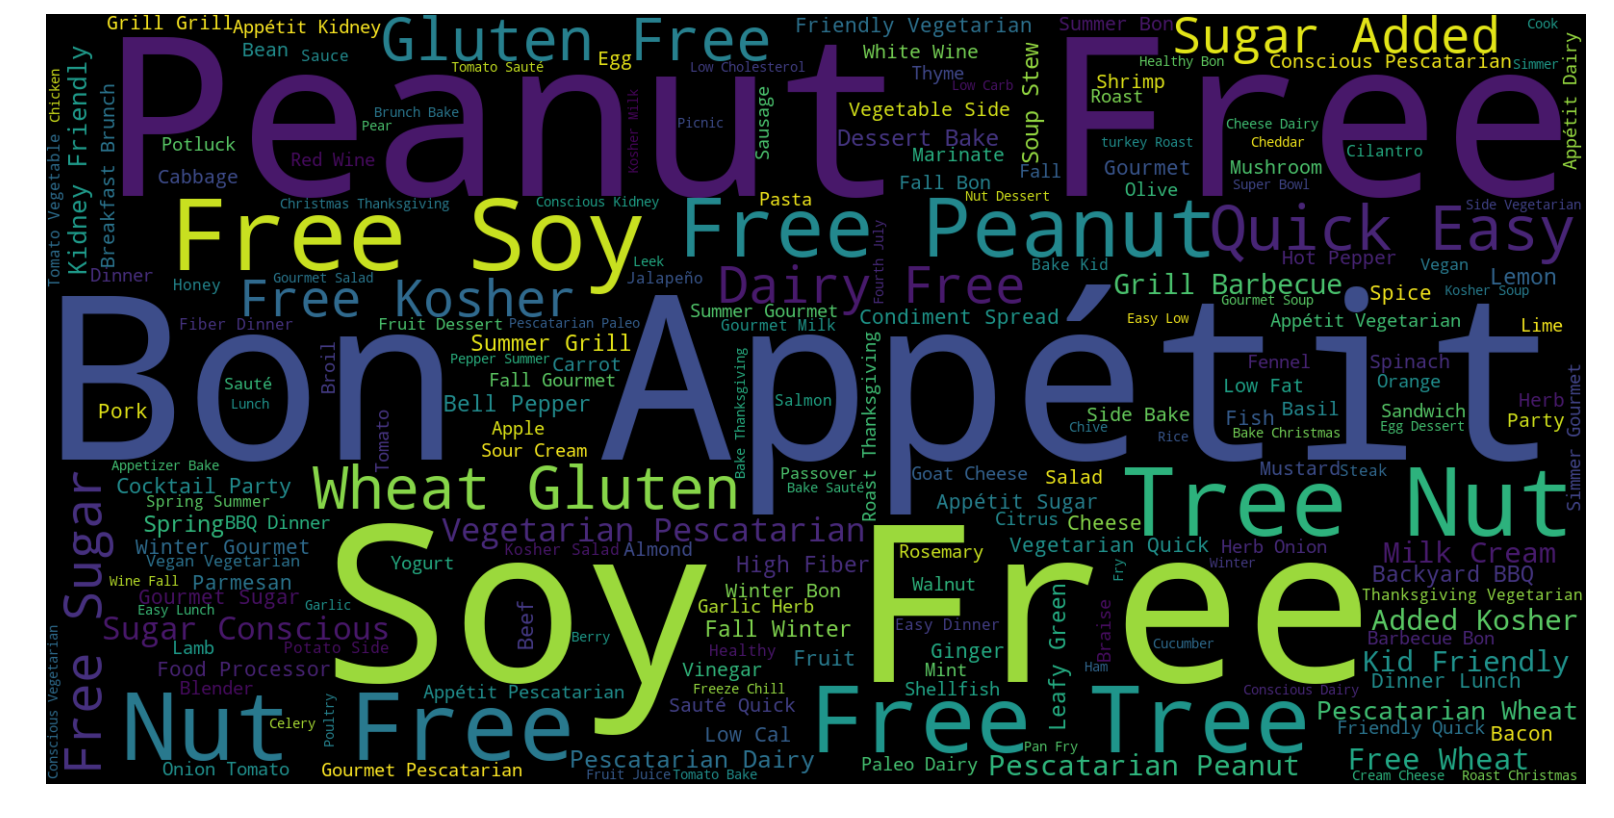 Grill Grill
Appétit Kidney
Gluten Free
Friendly Vegetarian
Summer Bon
Sugar Added
Cook
Bean
Sauce
Tomato Sauté
Egg
Low Cholesterol
White Wine
Healthy Bon
Conscious Pescatarian
Simmer
Peanut Free
Thyme
Low Carb
Soup Stew
Shrimp
Roast
Appétit Dairy
Chicken
Kidney Friendly
Breakfast Brunch
Tomato Vegetable
Brunch Bake
Pear
Kosher Milk
Picnic
Sausage
Vegetable Side
Dessert Bake
Cheese Dairy
Cheddar
Cilantro
Potluck
Red Wine
Marinate
turkey Roast
Gourmet
Mushroom
Super Bowl
Cabbage
Fall Bon
Fall
Olive
Free Soy
Christmas Thanksgiving
Conscious Kidney
Pasta
Nut Dessert
Side Vegetarian
Free Peanut
Quick Easy
Fourth July
Dinner
Honey
Gourmet Salad
Leek
Jalapeño
Dairy Free
Bake Kid
Hot Pepper
Vegan
Lemon
Free Kosher
Grill Barbecue
Gourmet Soup
Spice
Kosher Soup
Fiber Dinner
Fruit Dessert
Pescatarian Paleo
Summer Gourmet
Gourmet Milk
Condiment Spread
Easy Low
Appétit Vegetarian
Lime
Bon Appétit
Broil
Summer Grill
Pepper Summer
Carrot
Roast Thanksgiving
Bake Thanksgiving
Fennel
Spinach
Sauté
Lunch
Fall Gourmet
Bell Pepper
Low Fat
Orange
Herb
Simmer Gourmet
Pork
Tomato
Apple
Sour Cream
Salmon
Side Bake
Chive
Rice
Fish
Basil
Bake Christmas
Sandwich
Egg Dessert
Party
Appetizer Bake
Cocktail Party
Spring Summer
Wheat Gluten
Passover
Bake Sauté
Goat Cheese
Salad
Mustard
Steak
Tree Nut
Free Sugar
Spring
BBQ Dinner
Appétit Sugar
Citrus
Cheese
Winter Gourmet
Vegan Vegetarian
Vegetarian Pescatarian
Kosher Salad
Almond
Rosemary
Vegetarian Quick
Herb Onion
Winter
Milk Cream
Wine Fall
Parmesan
Yogurt
High Fiber
Walnut
Fry
Backyard BBQ
Gourmet Sugar
Easy Lunch
Garlic
Soy Free
Winter Bon
Garlic Herb
Thanksgiving Vegetarian
Sugar Conscious
Beef
Berry
Fall Winter
Easy Dinner
Leafy Green
Braise
Added Kosher
Barbecue Bon
Conscious Vegetarian
Lamb
Potato Side
Healthy
Ginger
Cucumber
Food Processor
Vinegar
Fruit
Mint
Ham
Kid Friendly
Blender
Appétit Pescatarian
Freeze Chill
Shellfish
Conscious Dairy
Dinner Lunch
Nut Free
Celery
Poultry
Sauté Quick
Free Tree
Pescatarian Wheat
Low Cal
Pan Fry
Friendly Quick
Bacon
Onion Tomato
Gourmet Pescatarian
Pescatarian Dairy
Fruit Juice
Tomato Bake
Paleo Dairy
Pescatarian Peanut
Free Wheat
Cream Cheese
Roast Christmas